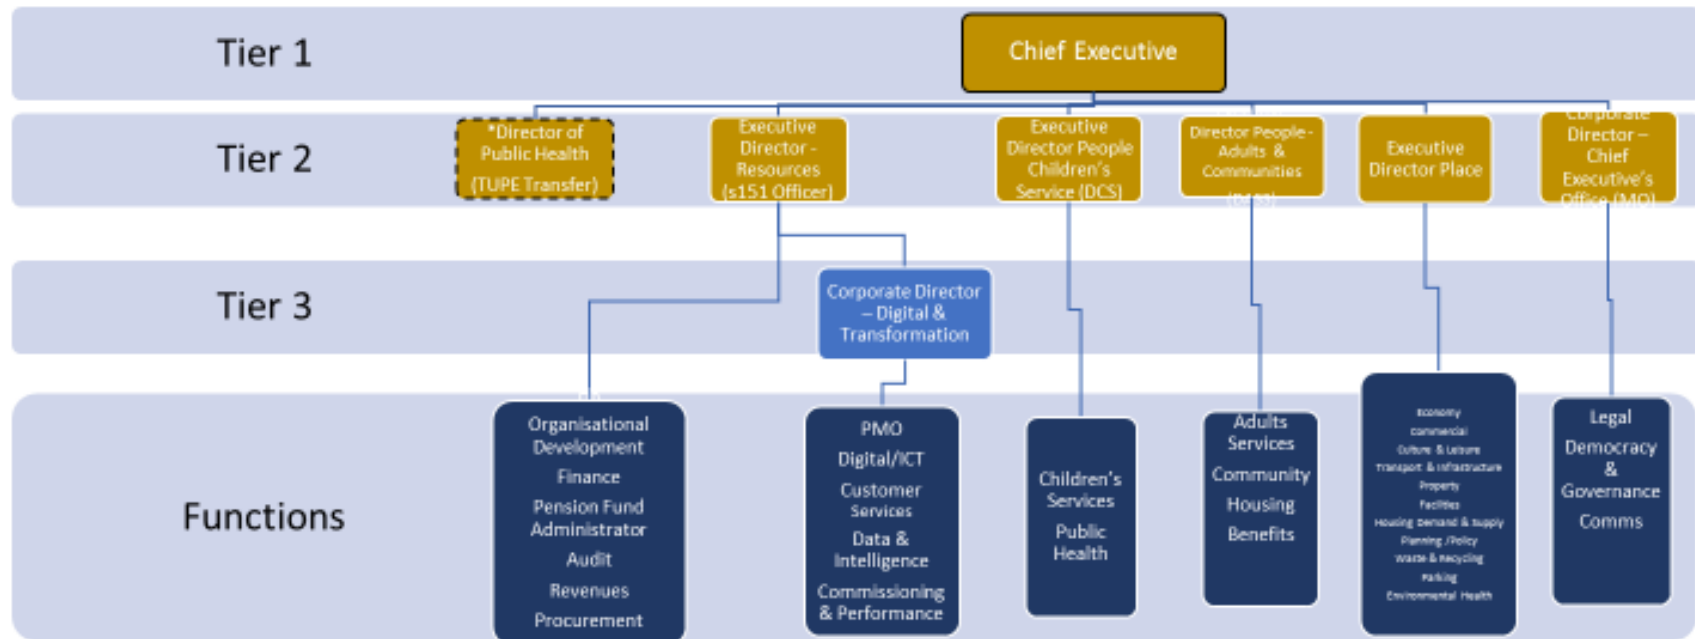 Tier 1
Chief Executive
Tier 2
*Director of
Public Health
(TUPE Transfer)
Executive
Director -
Resources
(s151 Officer)
Executive
Director People
Children's
Service (DCS)
Director People -
Adults &
Communities
Executive
Director Place
Corporate
Director –
Chief
Executive's
Office (MO)
Tier 3
Corporate Director
– Digital &
Transformation
Functions
Organisational
Development
Finance
Pension Fund
Administrator
Audit
Revenues
Procurement
PMO
Digital/ICT
Customer
Services
Data &
Intelligence
Commissioning
& Performance
Children's
Services
Public
Health
Adults
Services
Community
Housing
Benefits
Economy
Commercial
Culture & Leisure
Transport & Infrastructure
Property
Facilities
Housing Demand & Supply
Planning /Policy
Waste & Recycling
Parking
Environmental Health
Legal
Democracy
&
Governance
Comms